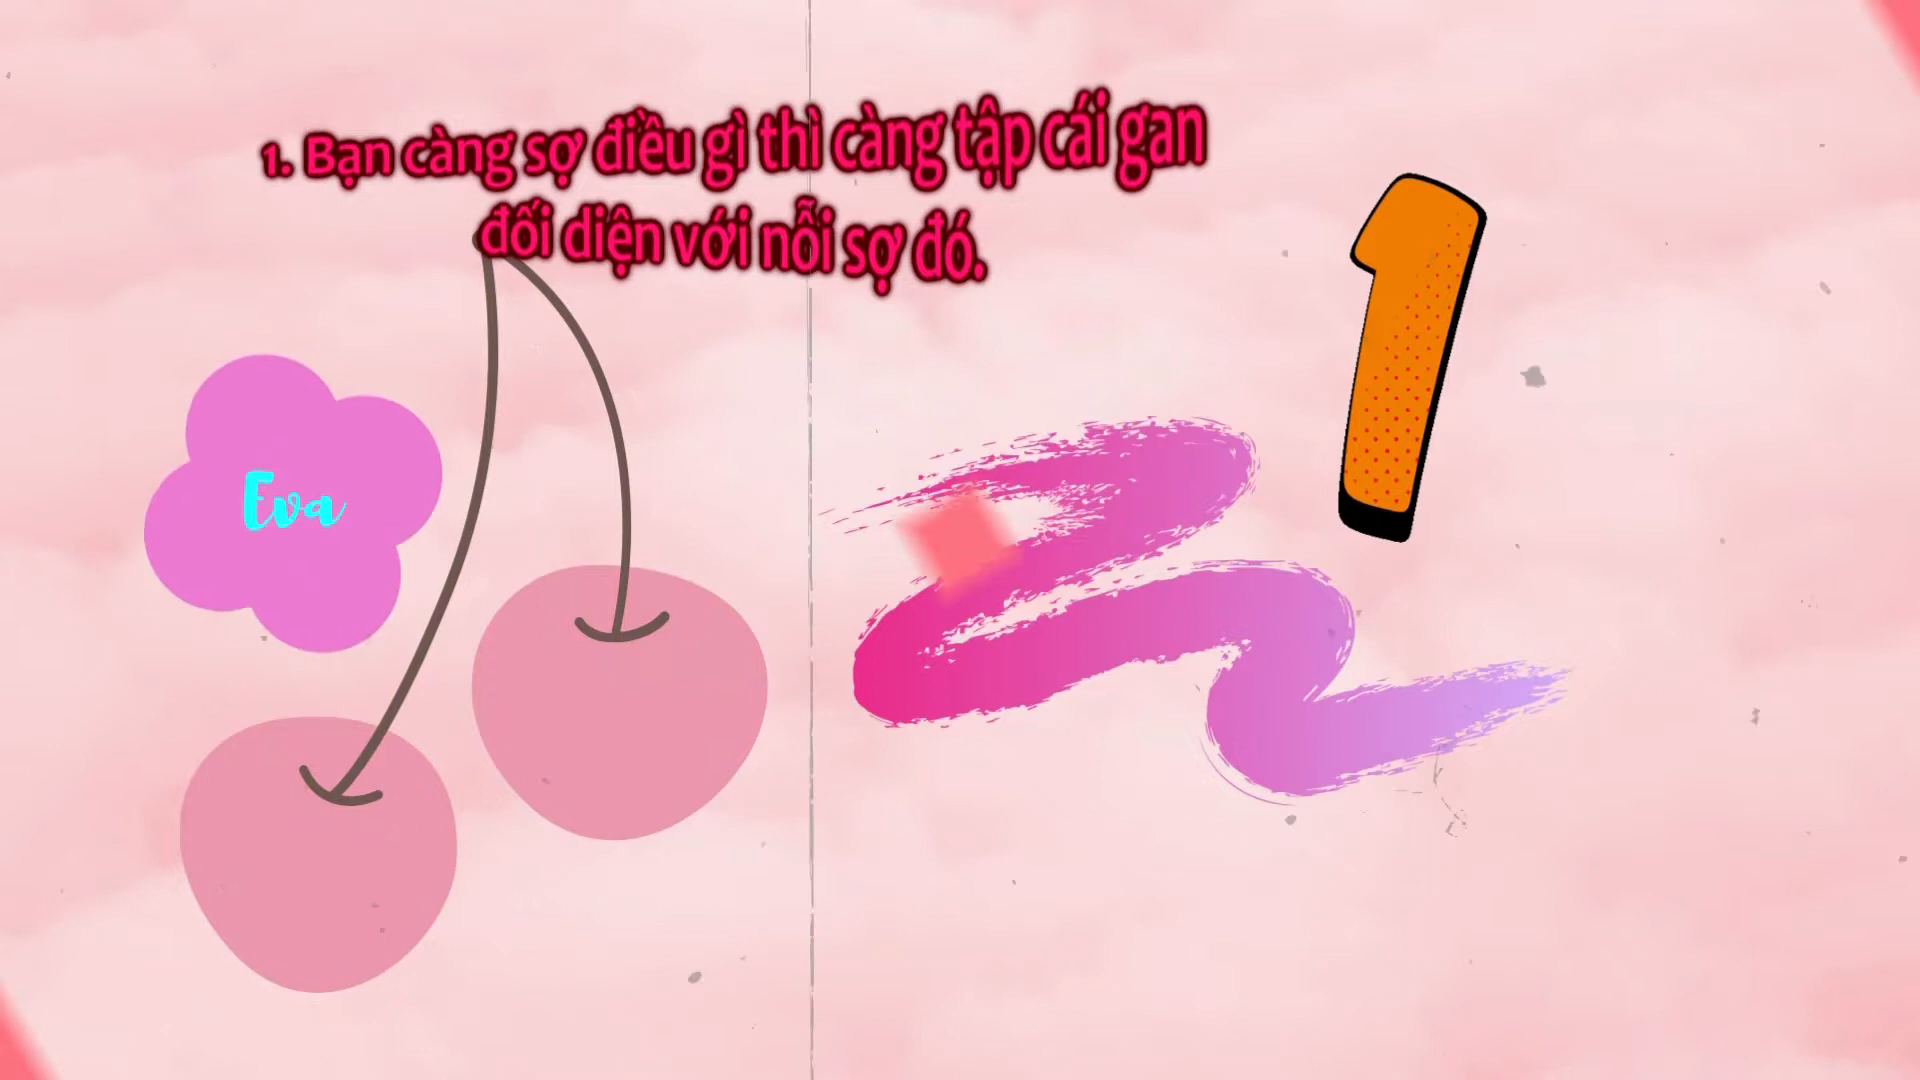 1. Bạn càng sợ điều gì thì càng tập cái gan
đối diện với nỗi sợ đó.
1
Eva